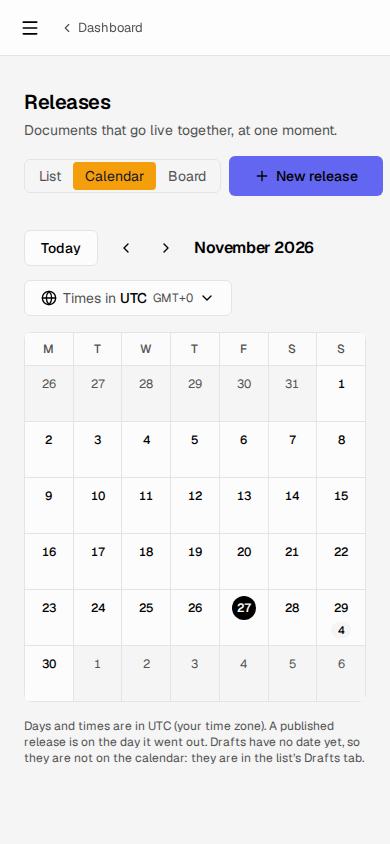 Dashboard
Releases
Documents that go live together, at one moment.
List Calendar Board + New release
Today November 2026
Times in UTC GMT+0
M T W T F S S
26 27 28 29 30 31 1
2 3 4 5 6 7 8
9 10 11 12 13 14 15
16 17 18 19 20 21 22
23 24 25 26 27 28 29
4
30 1 2 3 4 5 6
Days and times are in UTC (your time zone). A published
release is on the day it went out. Drafts have no date yet, so
they are not on the calendar: they are in the list's Drafts tab.